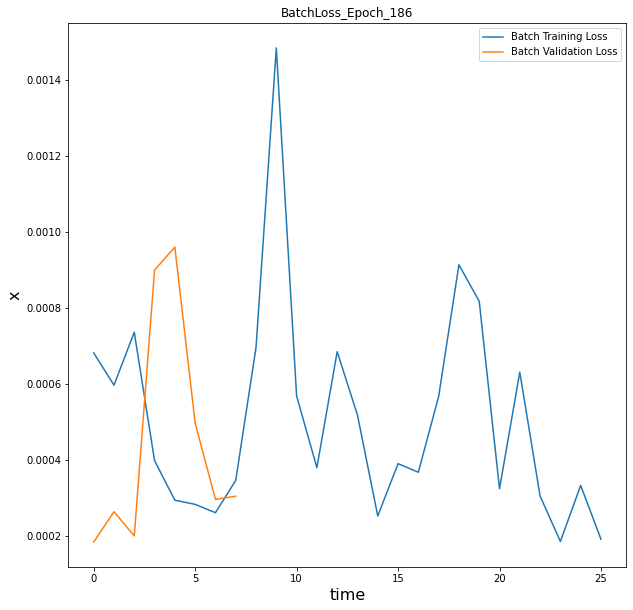 BatchLoss_Epoch_186
Batch Training Loss
Batch Validation Loss
0.0014
0.0012
0.0010
0.0008
0.0006
0.0004
0.0002
x
0
5
10
15
20
25
time